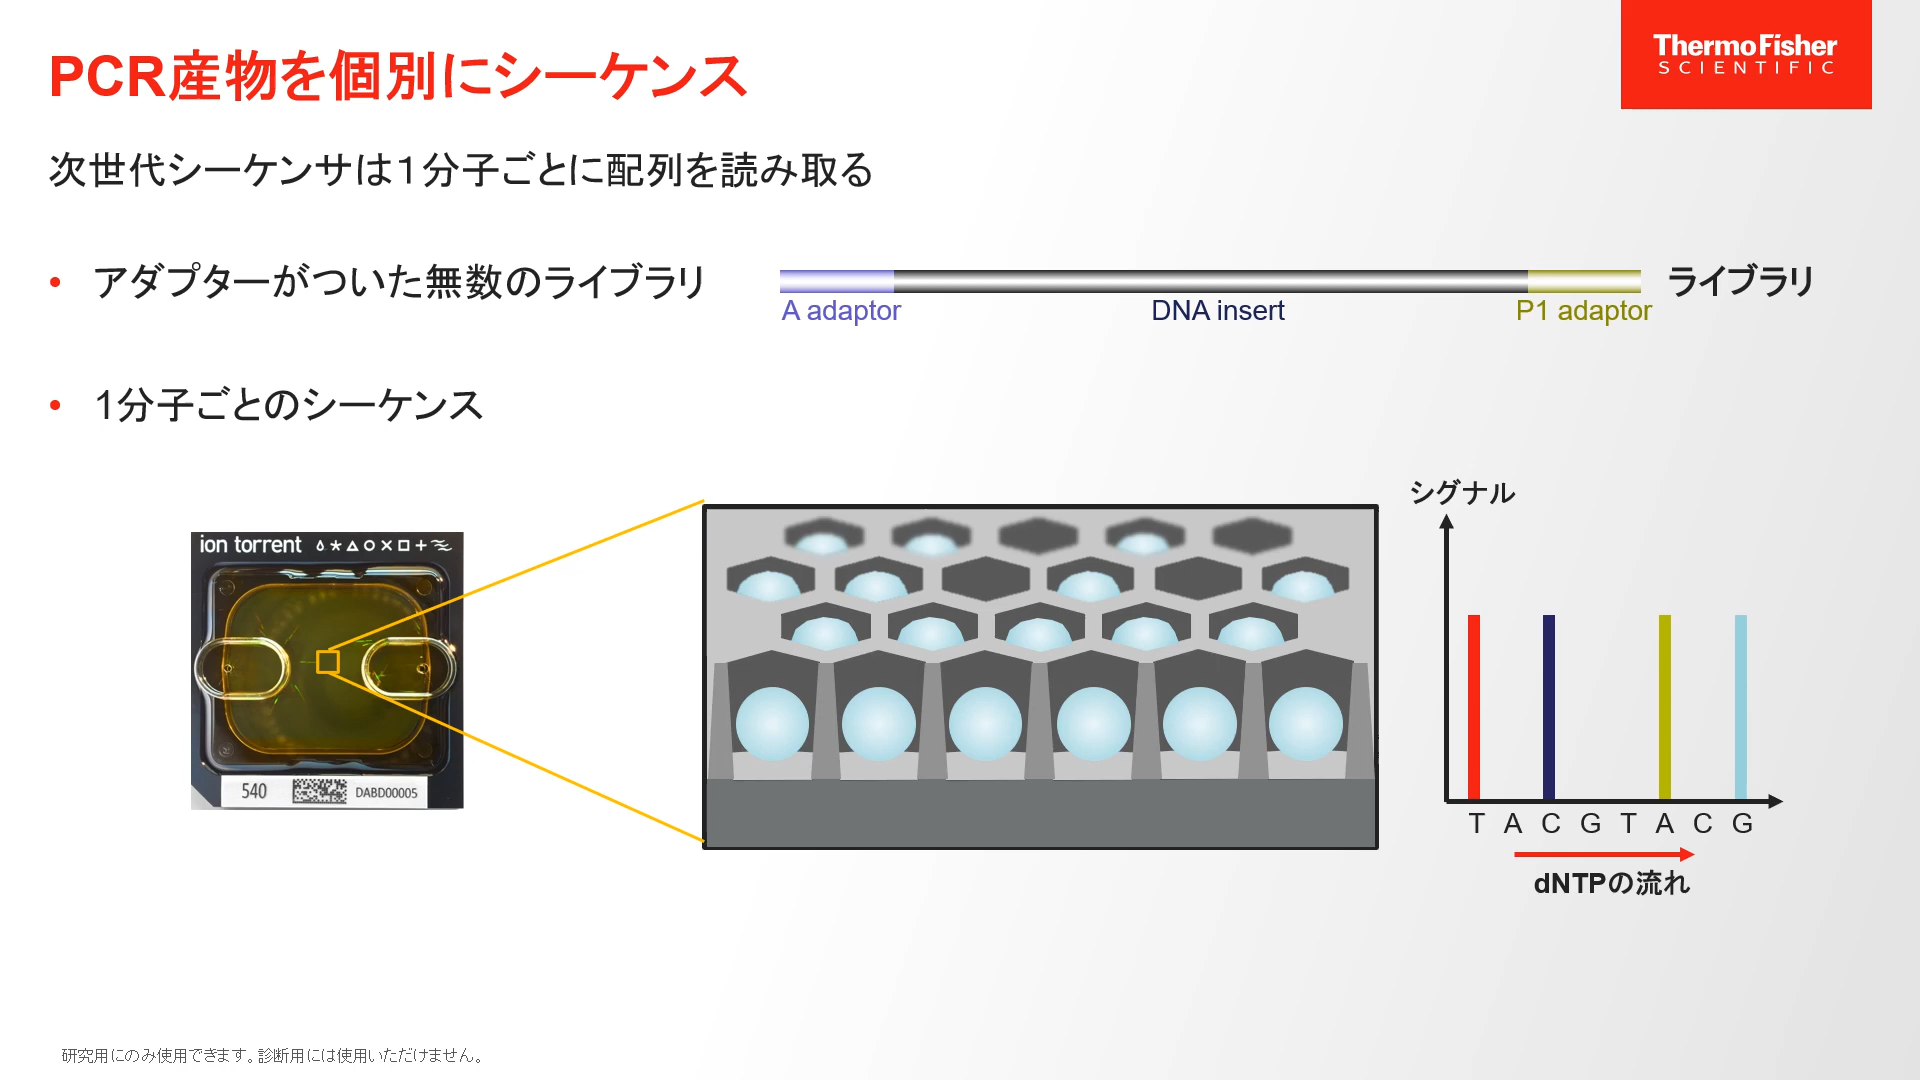 PCR産物を個別にシーケンス
ThermoFisher
SCIENTIFIC
次世代シーケンサは１分子ごとに配列を読み取る
• アダプターがついた無数のライブラリ
ライブラリ
A adaptor DNA insert P1 adaptor
• 1分子ごとのシーケンス
シグナル
ion torrent
540 DABD00005
T A C G T A C G
dNTPの流れ
研究用にのみ使用できます。診断用には使用いただけません。